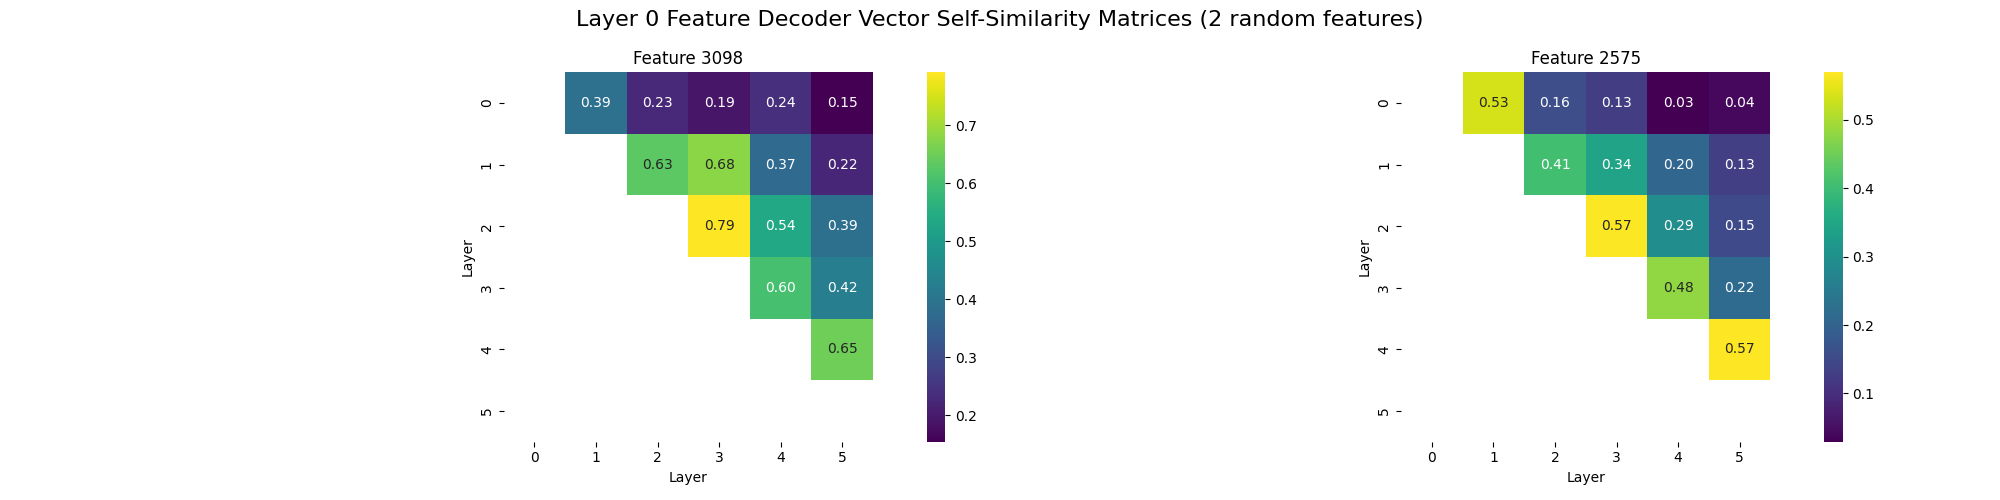 Layer 0 Feature Decoder Vector Self-Similarity Matrices (2 random features)
Feature 3098
0 0.39 0.23 0.19 0.24 0.15
1 0.63 0.68 0.37 0.22
2 0.79 0.54 0.39
3 0.60 0.42
4 0.65
5
0 1 2 3 4 5
Layer
Layer
0.7
0.6
0.5
0.4
0.3
0.2
Feature 2575
0 0.53 0.16 0.13 0.03 0.04
1 0.41 0.34 0.20 0.13
2 0.57 0.29 0.15
3 0.48 0.22
4 0.57
5
0 1 2 3 4 5
Layer
Layer
0.5
0.4
0.3
0.2
0.1